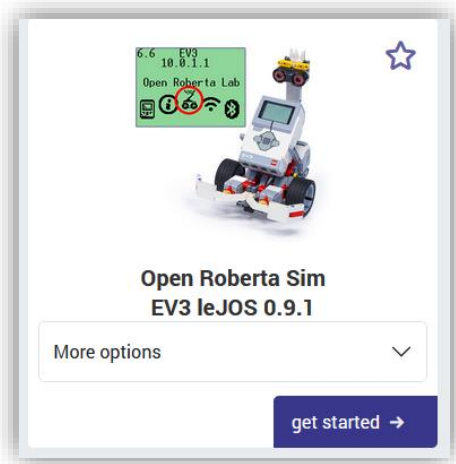 6.6 EV3
10.0.1.1
Open Roberta Lab
Open Roberta Sim
EV3 leJOS 0.9.1
More options
get started →